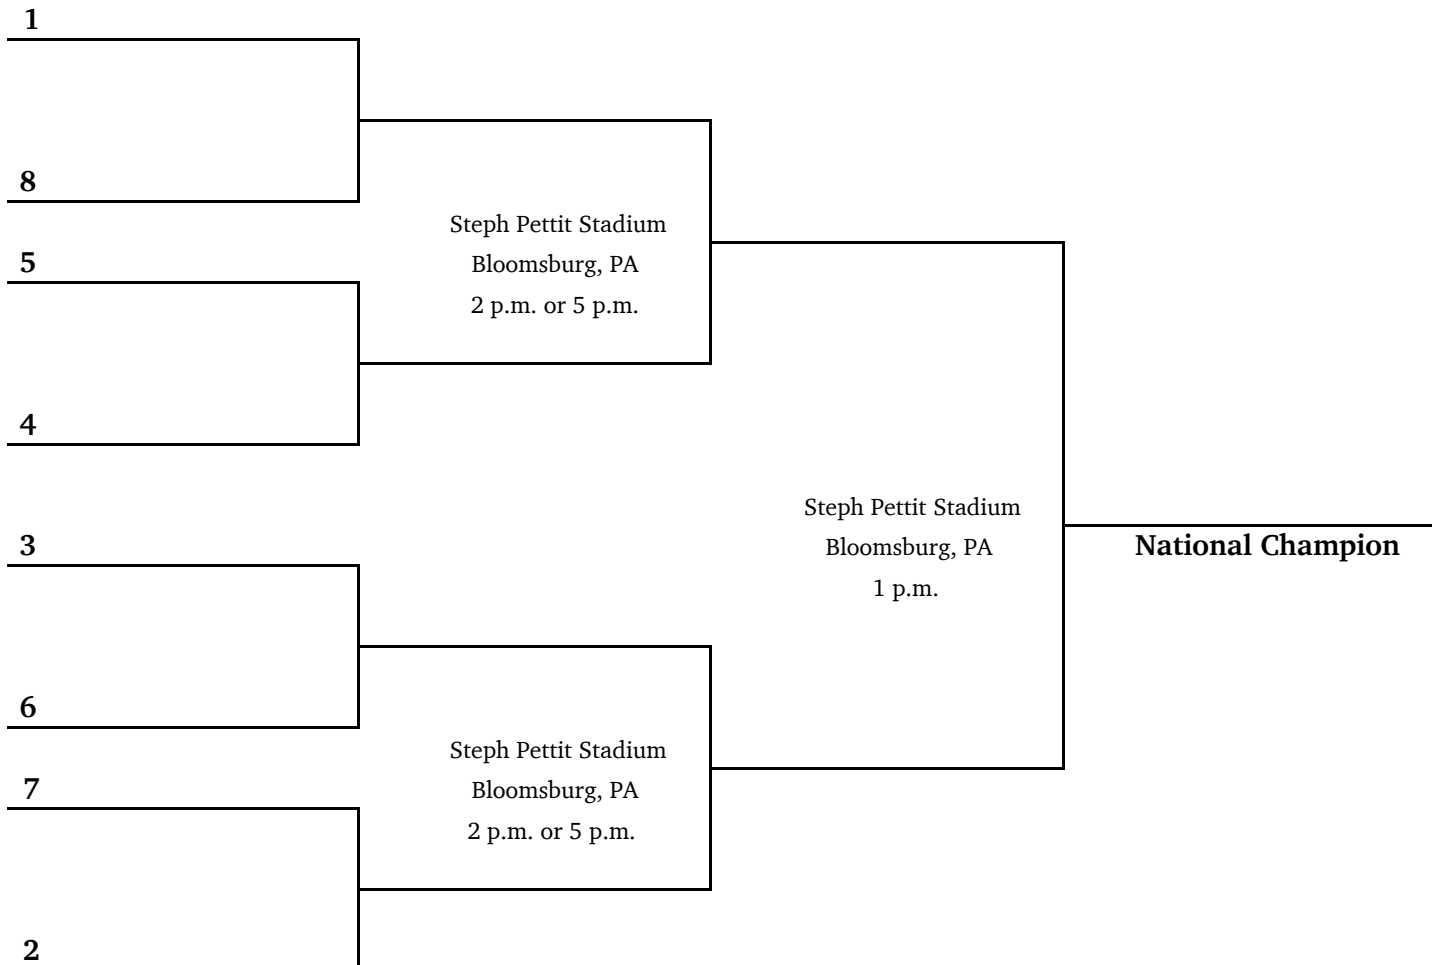 1
8
Steph Pettit Stadium
Bloomsburg, PA
2 p.m. or 5 p.m.
5
4
3
Steph Pettit Stadium
Bloomsburg, PA
1 p.m.
National Champion
6
Steph Pettit Stadium
Bloomsburg, PA
2 p.m. or 5 p.m.
7
2